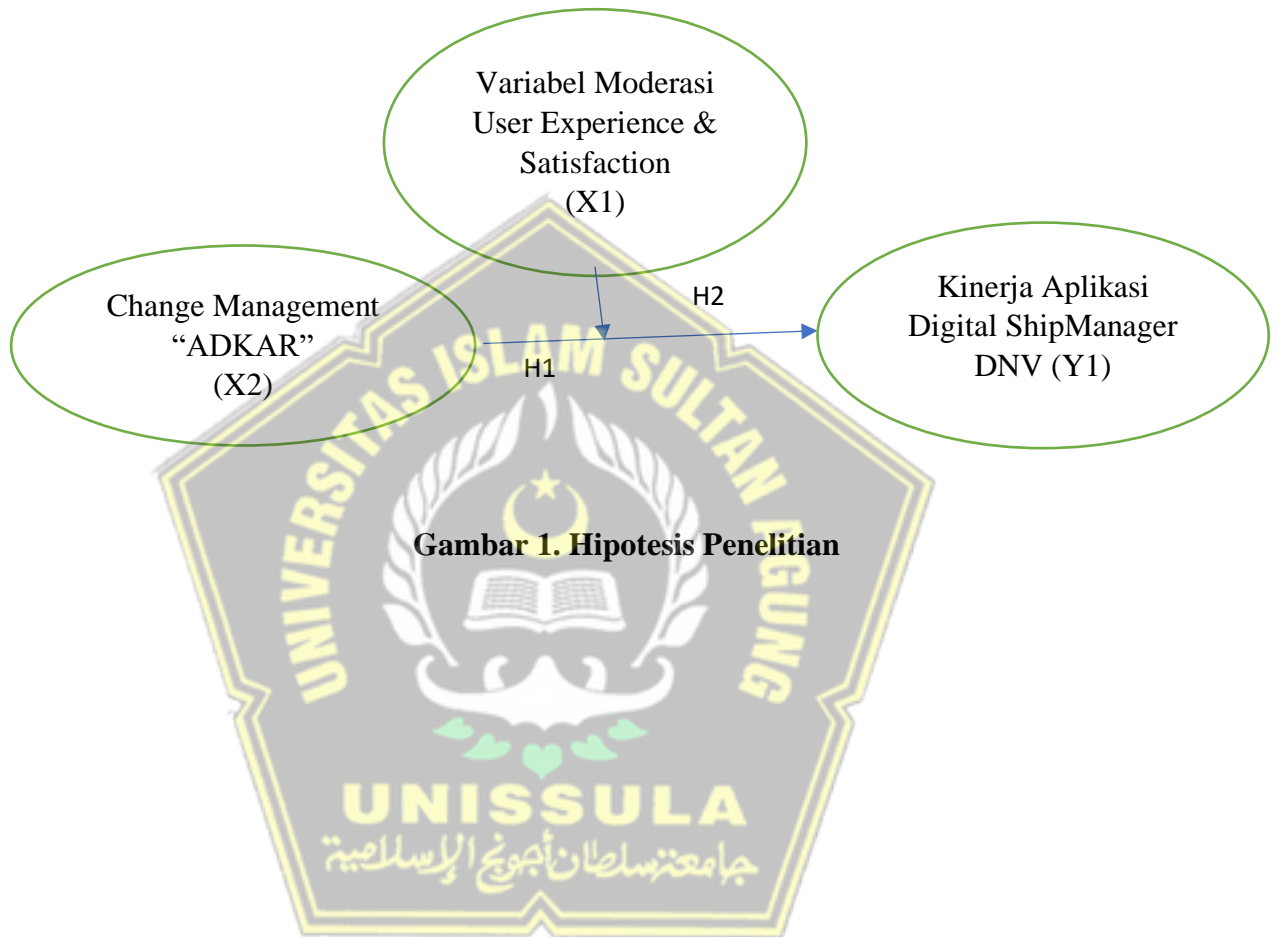 Variabel Moderasi
User Experience &
Satisfaction
(X1)
Change Management
“ADKAR”
(X2)
H1
H2
Kinerja Aplikasi
Digital ShipManager
DNV (Y1)
Gambar 1. Hipotesis Penelitian
UNIVERSITAS ISLAM SULTAN AGUNG
UNISSULA
جامعة سلطان أجونج الإسلامية